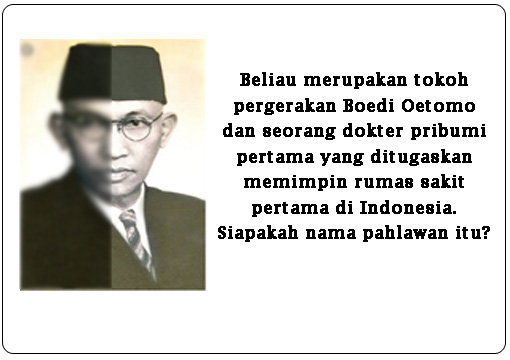 Beliau merupakan tokoh
pergerakan Boedi Oetomo
dan seorang dokter pribumi
pertama yang ditugaskan
memimpin rumas sakit
pertama di Indonesia.
Siapakah nama pahlawan itu?